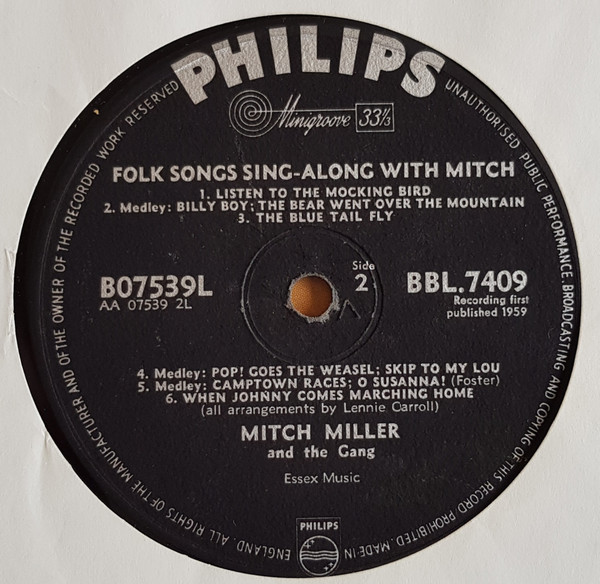 PHILIPS
Minigroove 33⅓
FOLK SONGS SING-ALONG WITH MITCH
1. LISTEN TO THE MOCKING BIRD
2. Medley: BILLY BOY; THE BEAR WENT OVER THE MOUNTAIN
3. THE BLUE TAIL FLY
B07539L
AA 07539 2L
Side
2
BBL.7409
Recording first
published 1959
4. Medley: POP! GOES THE WEASEL; SKIP TO MY LOU
5. Medley: CAMPTOWN RACES; O SUSANNA! (Foster)
6. WHEN JOHNNY COMES MARCHING HOME
(all arrangements by Lennie Carroll)
MITCH MILLER
and the Gang
Essex Music
PHILIPS
ALL RIGHTS OF THE MANUFACTURER AND OF THE OWNER OF THE RECORDED WORK RESERVED
UNAUTHORISED PUBLIC PERFORMANCE, BROADCASTING AND COPYING OF THIS RECORD PROHIBITED. MADE IN ENGLAND.